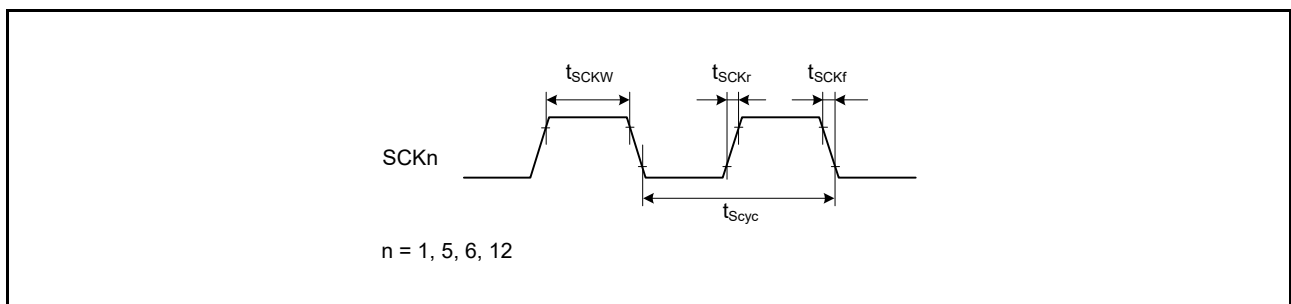 tSCKW
tSCKr
tSCKf
SCKn
tScyc
n = 1, 5, 6, 12